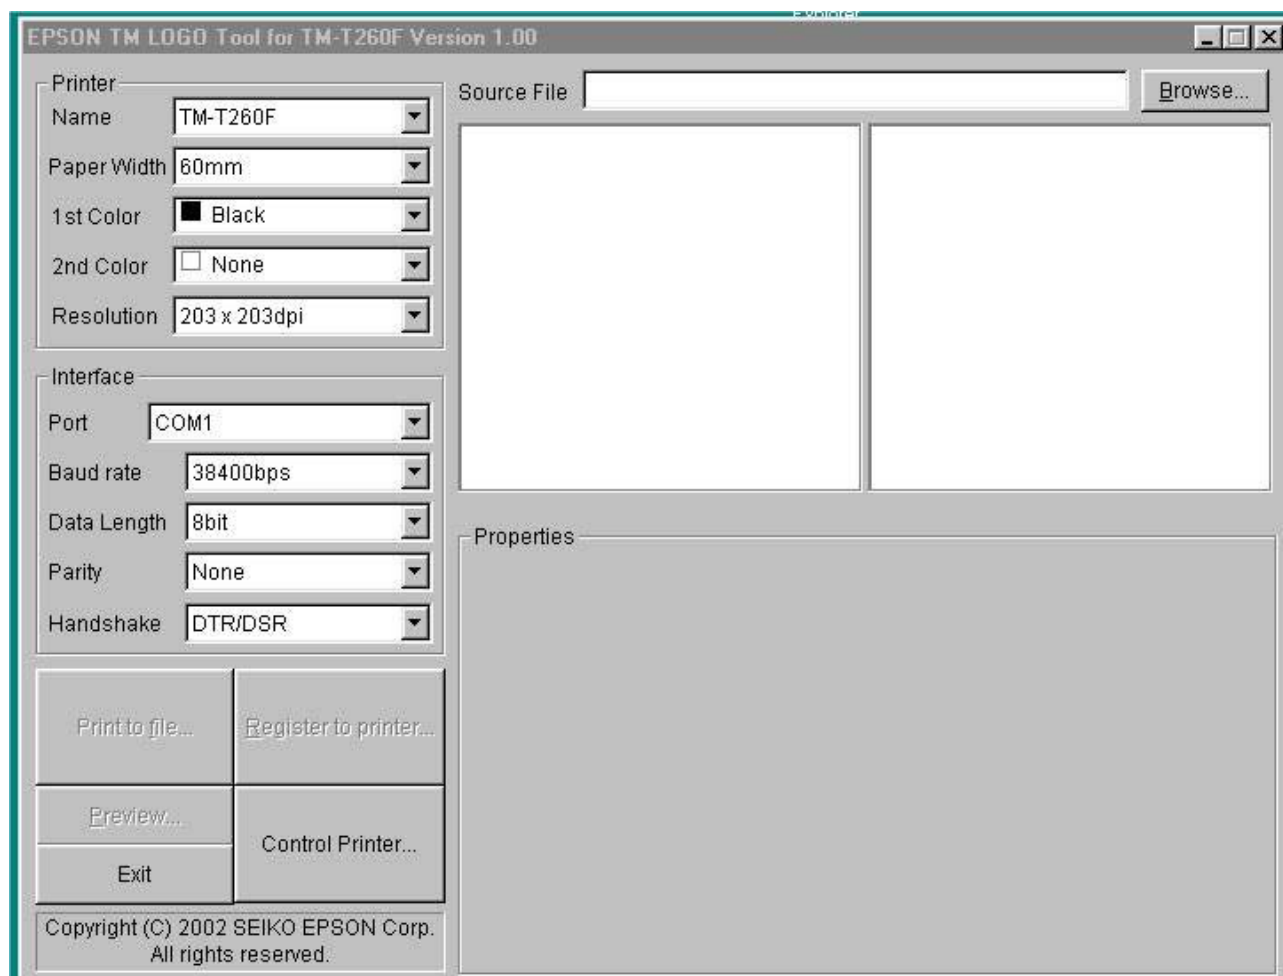 Explorer
EPSON TM LOGO Tool for TM-T260F Version 1.00
Printer
Name TM-T260F
Paper Width 60mm
1st Color Black
2nd Color None
Resolution 203 x 203dpi
Interface
Port COM1
Baud rate 38400bps
Data Length 8bit
Parity None
Handshake DTR/DSR
Print to file... Register to printer...
Preview...
Control Printer...
Exit
Copyright (C) 2002 SEIKO EPSON Corp.
All rights reserved.
Source File Browse...
Properties